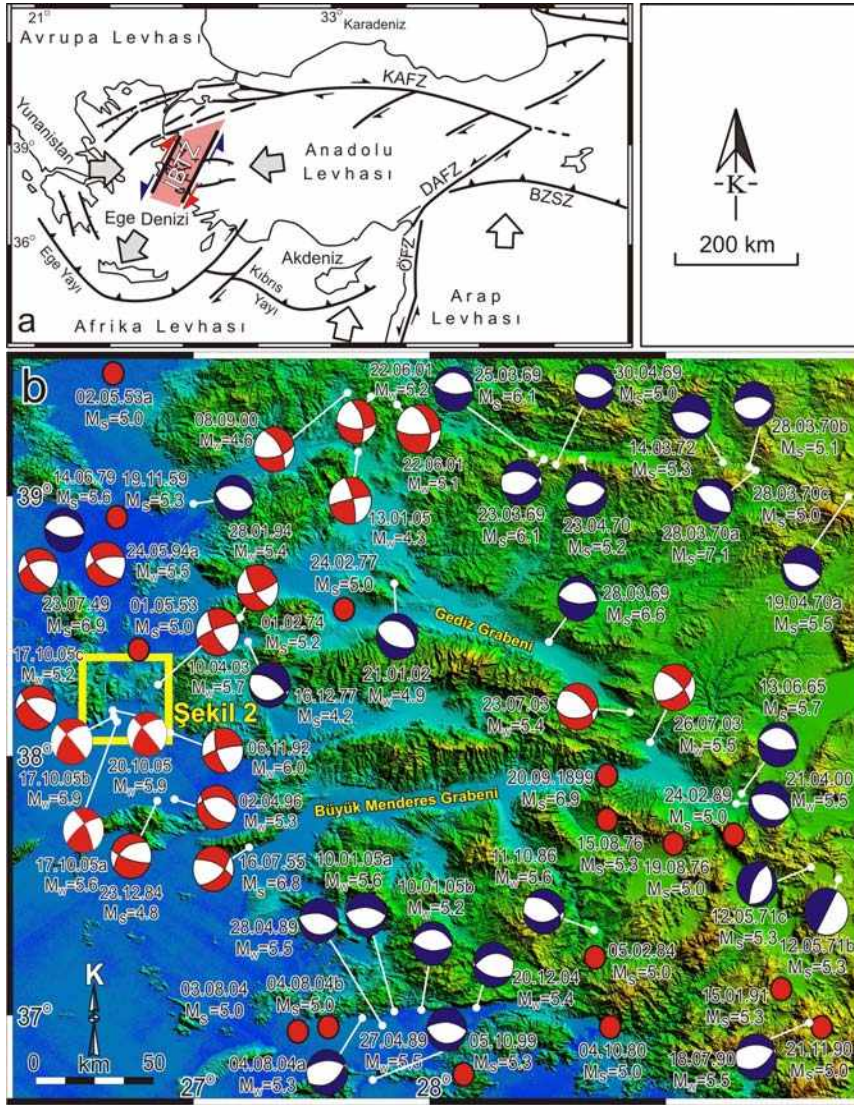 21°
33°
Karadeniz
Avrupa Levhası
KAFZ
Yunanistan
39°
İBTZ
Anadolu
Levhası
DAFZ
BZSZ
Ege Denizi
36°
Akdeniz
ÖFZ
Ege Yayı
Kıbrıs
Yayı
Arap
Levhası
Afrika Levhası
a
K
200 km
b
02.05.53a
Ms=5.0
08.09.00
Mw=4.6
22.06.01
Mw=5.2
25.03.69
Ms=6.1
30.04.69
Ms=5.0
14.03.72
Ms=5.3
28.03.70b
Ms=5.1
22.06.01
Mw=5.1
14.06.79
Ms=5.6
19.11.59
Ms=5.3
39°
28.01.94
Mw=5.4
13.01.05
Mw=4.3
23.03.69
Ms=6.1
23.04.70
Ms=5.2
28.03.70a
Ms=7.1
28.03.70c
Ms=5.0
24.05.94a
Mw=5.5
24.02.77
Ms=5.0
28.03.69
Ms=6.6
19.04.70a
Ms=5.5
23.07.49
Ms=6.9
01.05.53
Ms=5.0
01.02.74
Ms=5.2
Gediz Grabeni
17.10.05c
Mw=5.2
10.04.03
Mw=5.7
16.12.77
Ms=4.2
21.01.02
Mw=4.9
23.07.03
Mw=5.4
26.07.03
Mw=5.5
13.06.65
Ms=5.7
Şekil 2
38°
17.10.05b
Mw=5.9
20.10.05
Mw=5.9
06.11.92
Mw=6.0
20.09.1899
Ms=6.9
24.02.89
Ms=5.0
21.04.00
Mw=5.5
02.04.96
Mw=5.3
Büyük Menderes Grabeni
17.10.05a
Mw=5.6
23.12.84
Ms=4.8
16.07.55
Ms=6.8
10.01.05a
Mw=5.6
10.01.05b
Mw=5.2
11.10.86
Mw=5.6
15.08.76
Ms=5.3
19.08.76
Ms=5.0
12.05.71c
Ms=5.3
12.05.71b
Ms=5.3
28.04.89
Mw=5.5
05.02.84
Ms=5.0
20.12.04
Mw=5.4
K
03.08.04
Ms=5.0
04.08.04b
Ms=5.0
37°
15.01.91
Ms=5.3
0 km 50
04.08.04a
Mw=5.3
27.04.89
Mw=5.5
05.10.99
Mw=5.3
04.10.80
Ms=5.0
18.07.90
Mw=5.5
21.11.90
Ms=5.0
27
28